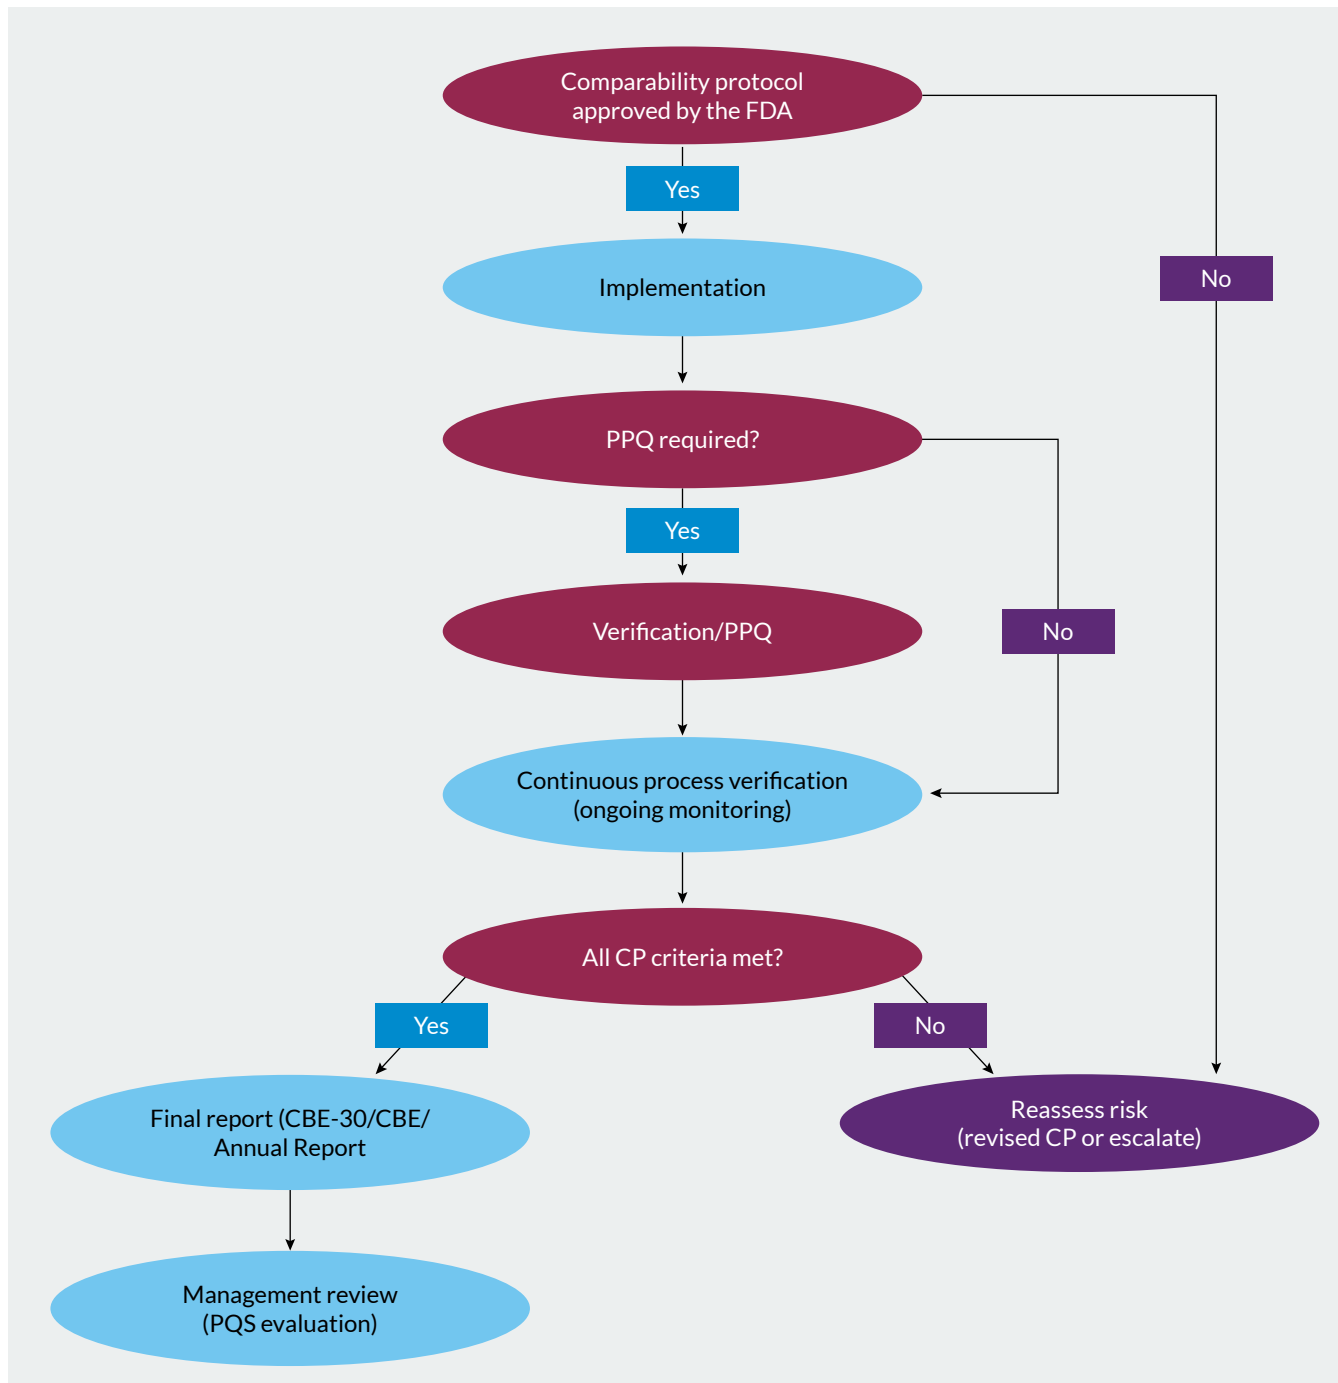 Comparability protocol
approved by the FDA
Yes
No
Implementation
PPQ required?
Yes
No
Verification/PPQ
Continuous process verification
(ongoing monitoring)
All CP criteria met?
Yes
No
Final report (CBE-30/CBE/
Annual Report
Reassess risk
(revised CP or escalate)
Management review
(PQS evaluation)